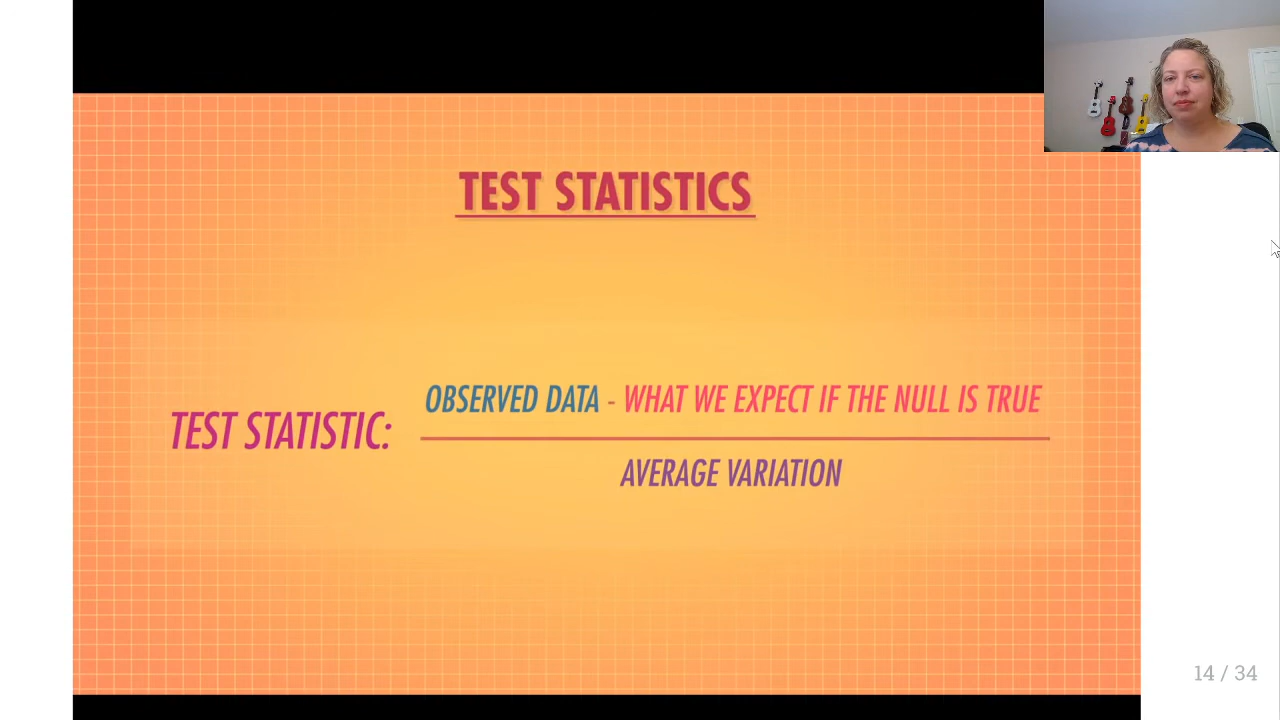 TEST STATISTICS
TEST STATISTIC:
OBSERVED DATA - WHAT WE EXPECT IF THE NULL IS TRUE
AVERAGE VARIATION
14 / 34